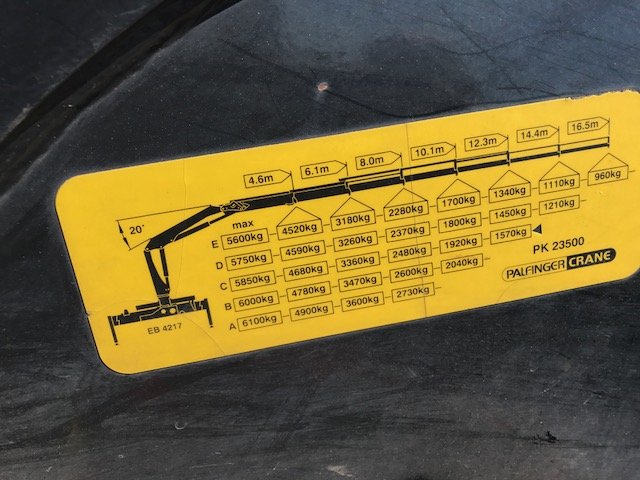 4.6m 6.1m 8.0m 10.1m 12.3m 14.4m 16.5m
20°
max
E 5600kg 4520kg 3180kg 2280kg 1700kg 1340kg 1110kg 960kg
D 5750kg 4590kg 3260kg 2370kg 1800kg 1450kg 1210kg
C 5850kg 4680kg 3360kg 2480kg 1920kg 1570kg
B 6000kg 4780kg 3470kg 2600kg 2040kg
A 6100kg 4900kg 3600kg 2730kg
EB 4217
PK 23500
PALFINGER CRANE